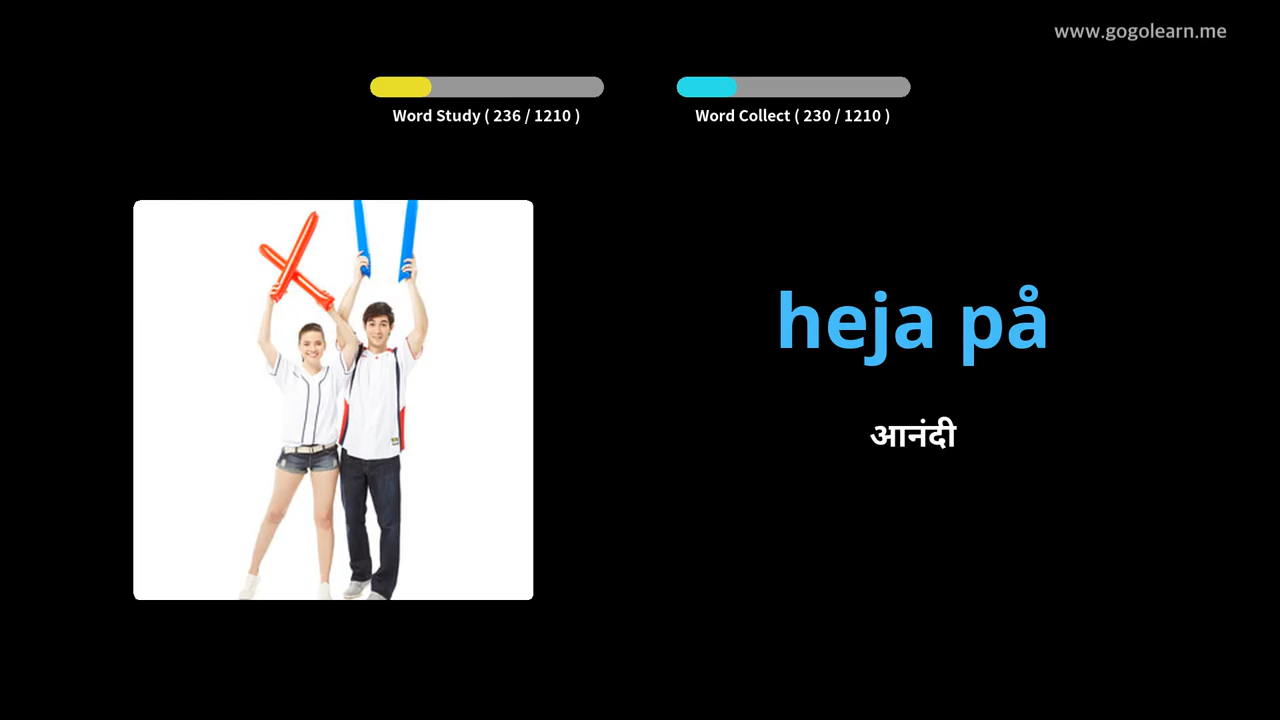 www.gogolearn.me
Word Study ( 236 / 1210 )
Word Collect ( 230 / 1210 )
heja på
आनंदी